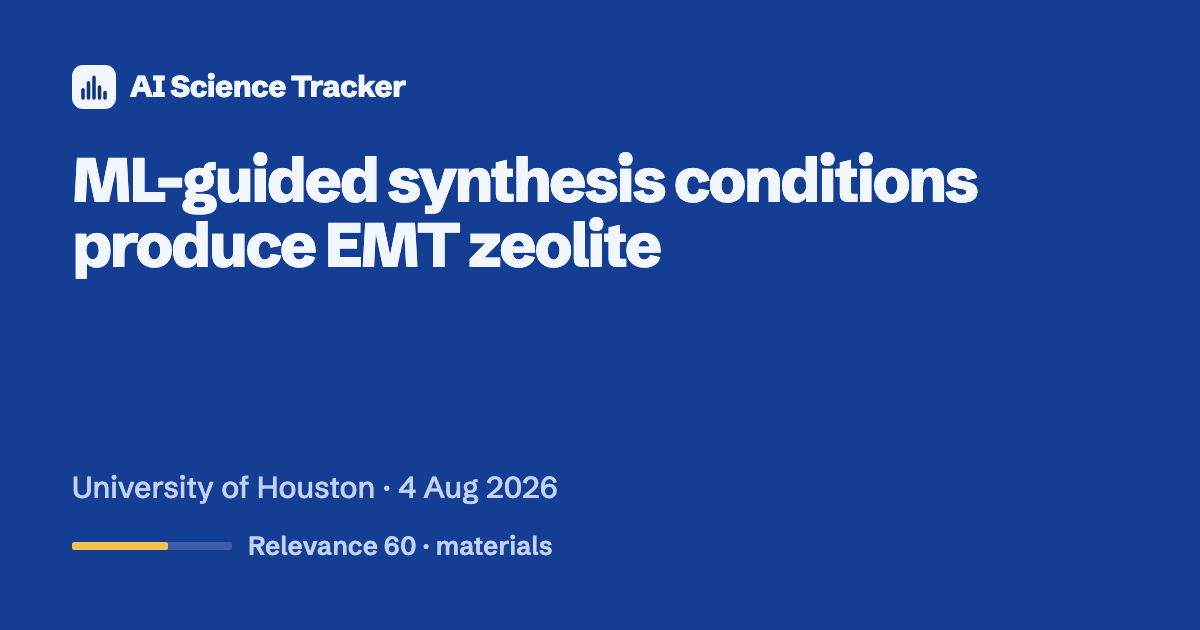 AI Science Tracker
ML-guided synthesis conditions
produce EMT zeolite
University of Houston · 4 Aug 2026
Relevance 60 · materials